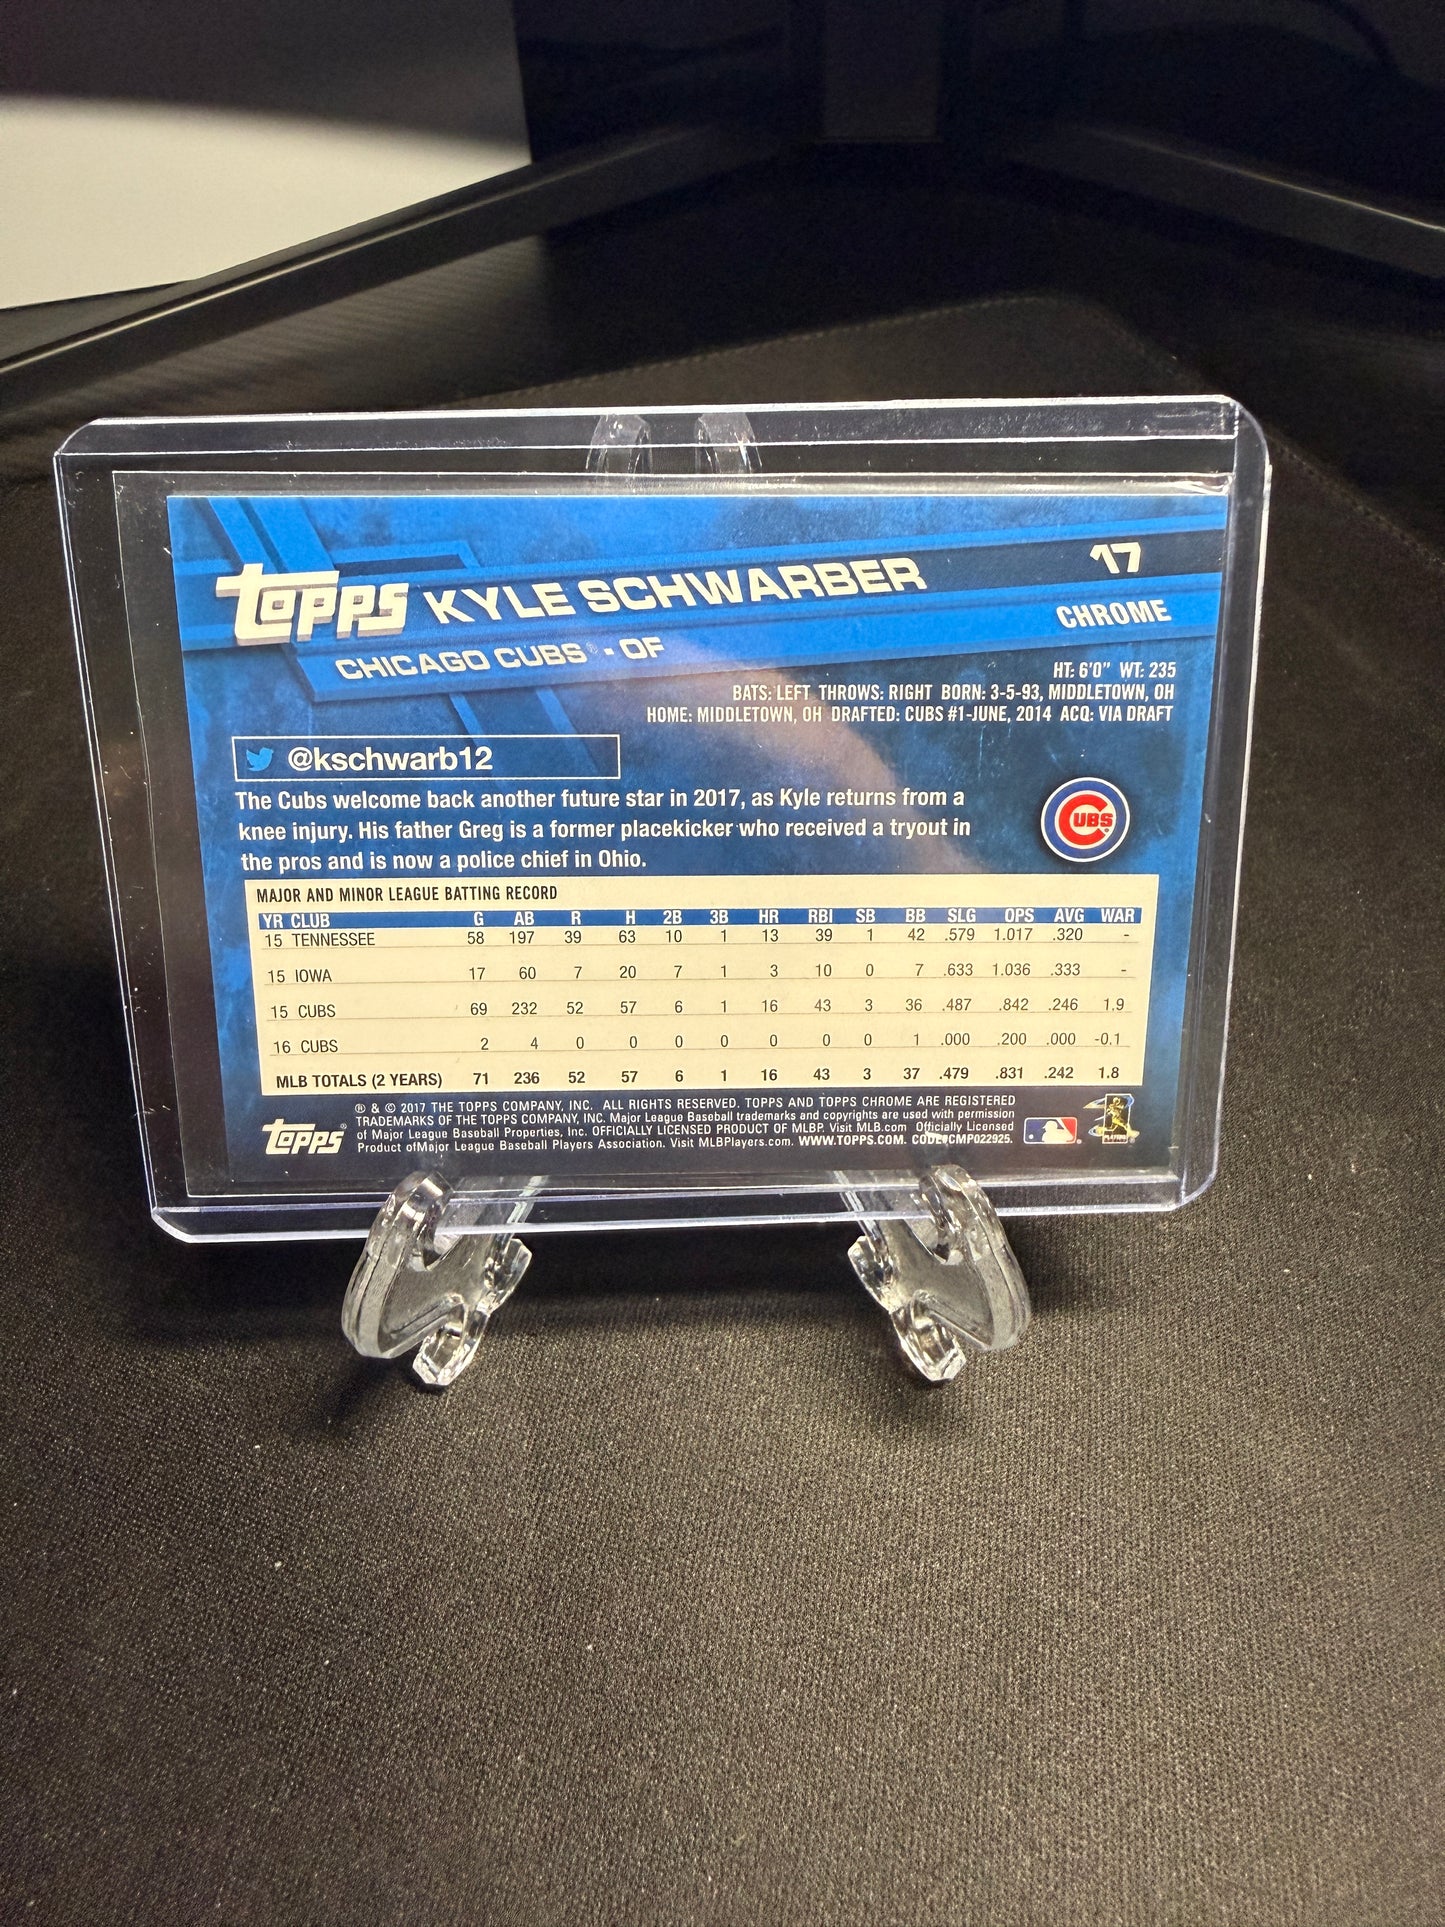 17
TOPPS KYLE SCHWARBER
CHROME
CHICAGO CUBS® - OF
HT: 6'0" WT: 235
BATS: LEFT THROWS: RIGHT BORN: 3-5-93, MIDDLETOWN, OH
HOME: MIDDLETOWN, OH DRAFTED: CUBS #1-JUNE, 2014 ACQ: VIA DRAFT
@kschwarb12
The Cubs welcome back another future star in 2017, as Kyle returns from a
knee injury. His father Greg is a former placekicker who received a tryout in
the pros and is now a police chief in Ohio.
CUBS
MAJOR AND MINOR LEAGUE BATTING RECORD
YR CLUB G AB R H 2B 3B HR RBI SB BB SLG OPS AVG WAR
15 TENNESSEE 58 197 39 63 10 1 13 39 1 42 .579 1.017 .320 -
15 IOWA 17 60 7 20 7 1 3 10 0 7 .633 1.036 .333 -
15 CUBS 69 232 52 57 6 1 16 43 3 36 .487 .842 .246 1.9
16 CUBS 2 4 0 0 0 0 0 0 0 1 .000 .200 .000 -0.1
MLB TOTALS (2 YEARS) 71 236 52 57 6 1 16 43 3 37 .479 .831 .242 1.8
® & © 2017 THE TOPPS COMPANY, INC. ALL RIGHTS RESERVED. TOPPS AND TOPPS CHROME ARE REGISTERED
TRADEMARKS OF THE TOPPS COMPANY, INC. Major League Baseball trademarks and copyrights are used with permission
of Major League Baseball Properties, Inc. OFFICIALLY LICENSED PRODUCT OF MLBP. Visit MLB.com Officially Licensed
Product ofMajor League Baseball Players Association. Visit MLBPlayers.com. WWW.TOPPS.COM. CODE#CMP022925.
TOPPS®
PLAYERS